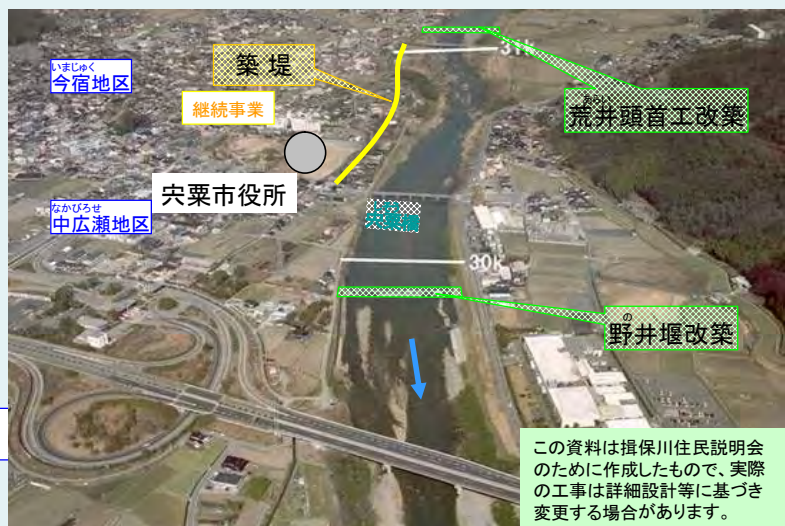 築 堤
31k
いまじゅく
今宿地区
継続事業
荒井頭首工改築
宍粟市役所
なかびろせ
中広瀬地区
宍粟橋
30k
の
野井堰改築
この資料は揖保川住民説明会
のために作成したもので、実際
の工事は詳細設計等に基づき
変更する場合があります。